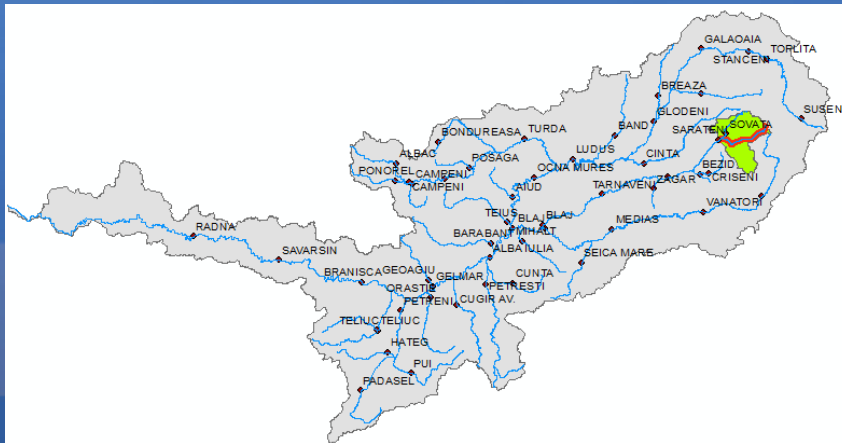 GALAOAIA
TOPLITA
STANCENI
BREAZA
SUSENI
GLODENI
SOVATA
SARATENI
BAND
BONDUREASA
TURDA
LUDUS
CINTA
ALBAC
POSAGA
BEZID
PONOREL
CAMPENI
OCNA MURES
CRISENI
CAMPENI
ZAGAR
AIUD
TARNAVENI
VANATORI
TEIUS
BLAJ
BLAJ
MEDIAS
RADNA
MIHALT
BARABANT
ALBA IULIA
SAVARSIN
SEICA MARE
BRANISCA
GEOAGIU
GELMAR
CUNTA
ORASTIE
PETRESTI
PETRENI
CUGIR AV.
TELIUC
TELIUC
HATEG
PUI
PADASEL